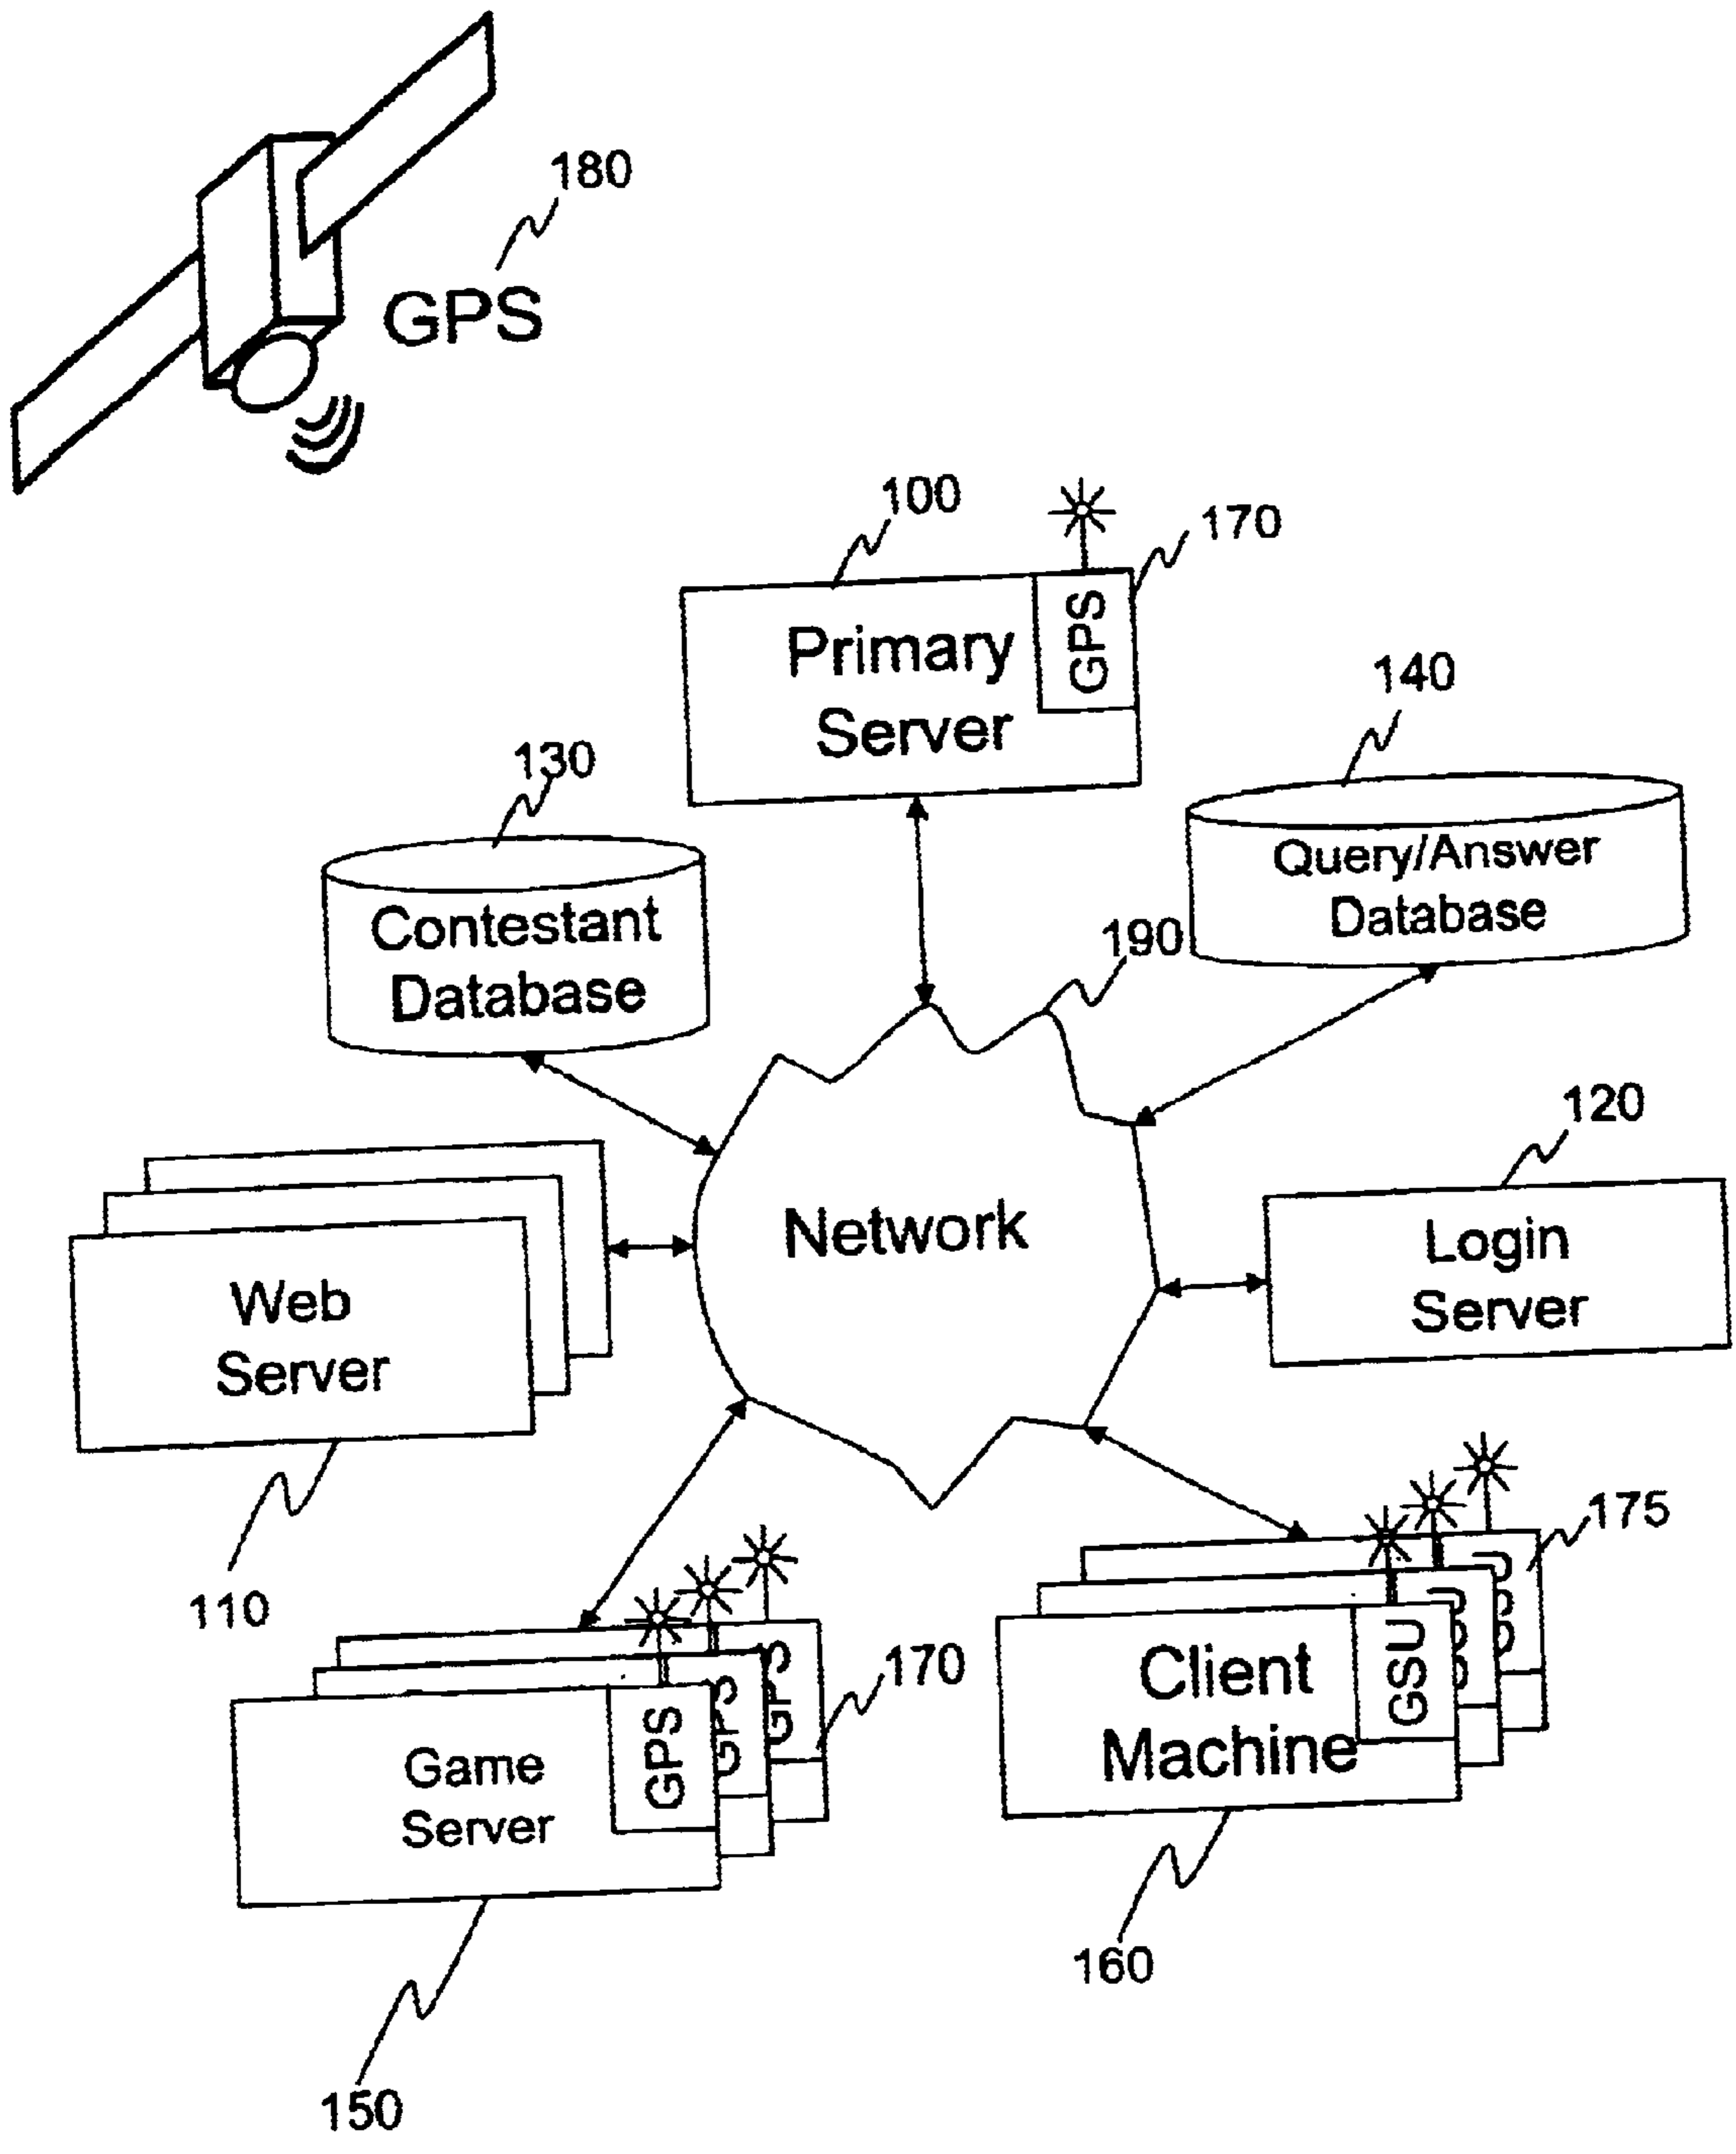 180
GPS
100
170
Primary
Server
GPS
140
130
Query/Answer
Database
Contestant
Database
190
120
Network
Login
Server
Web
Server
175
110
GPS
GPS
GPS
170
Game
Server
GSU
Client
Machine
160
150